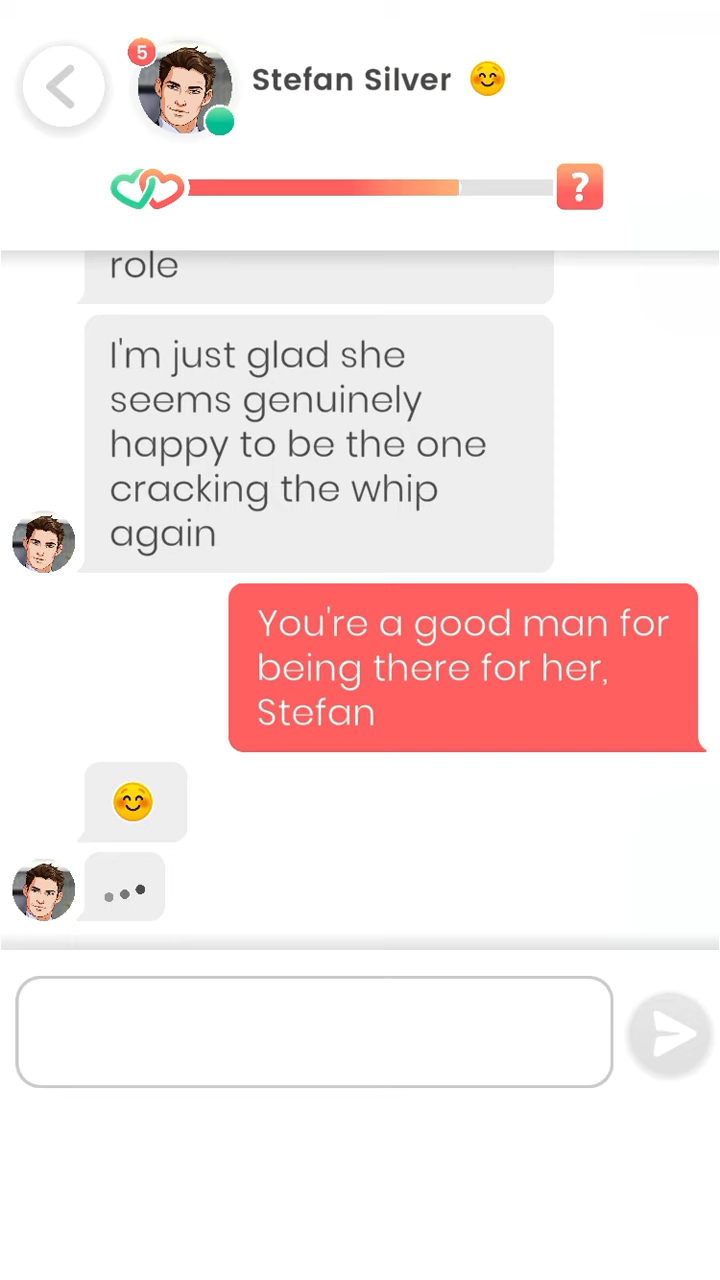 5
Stefan Silver 😊
?
role
I'm just glad she
seems genuinely
happy to be the one
cracking the whip
again
You're a good man for
being there for her,
Stefan
😊
...